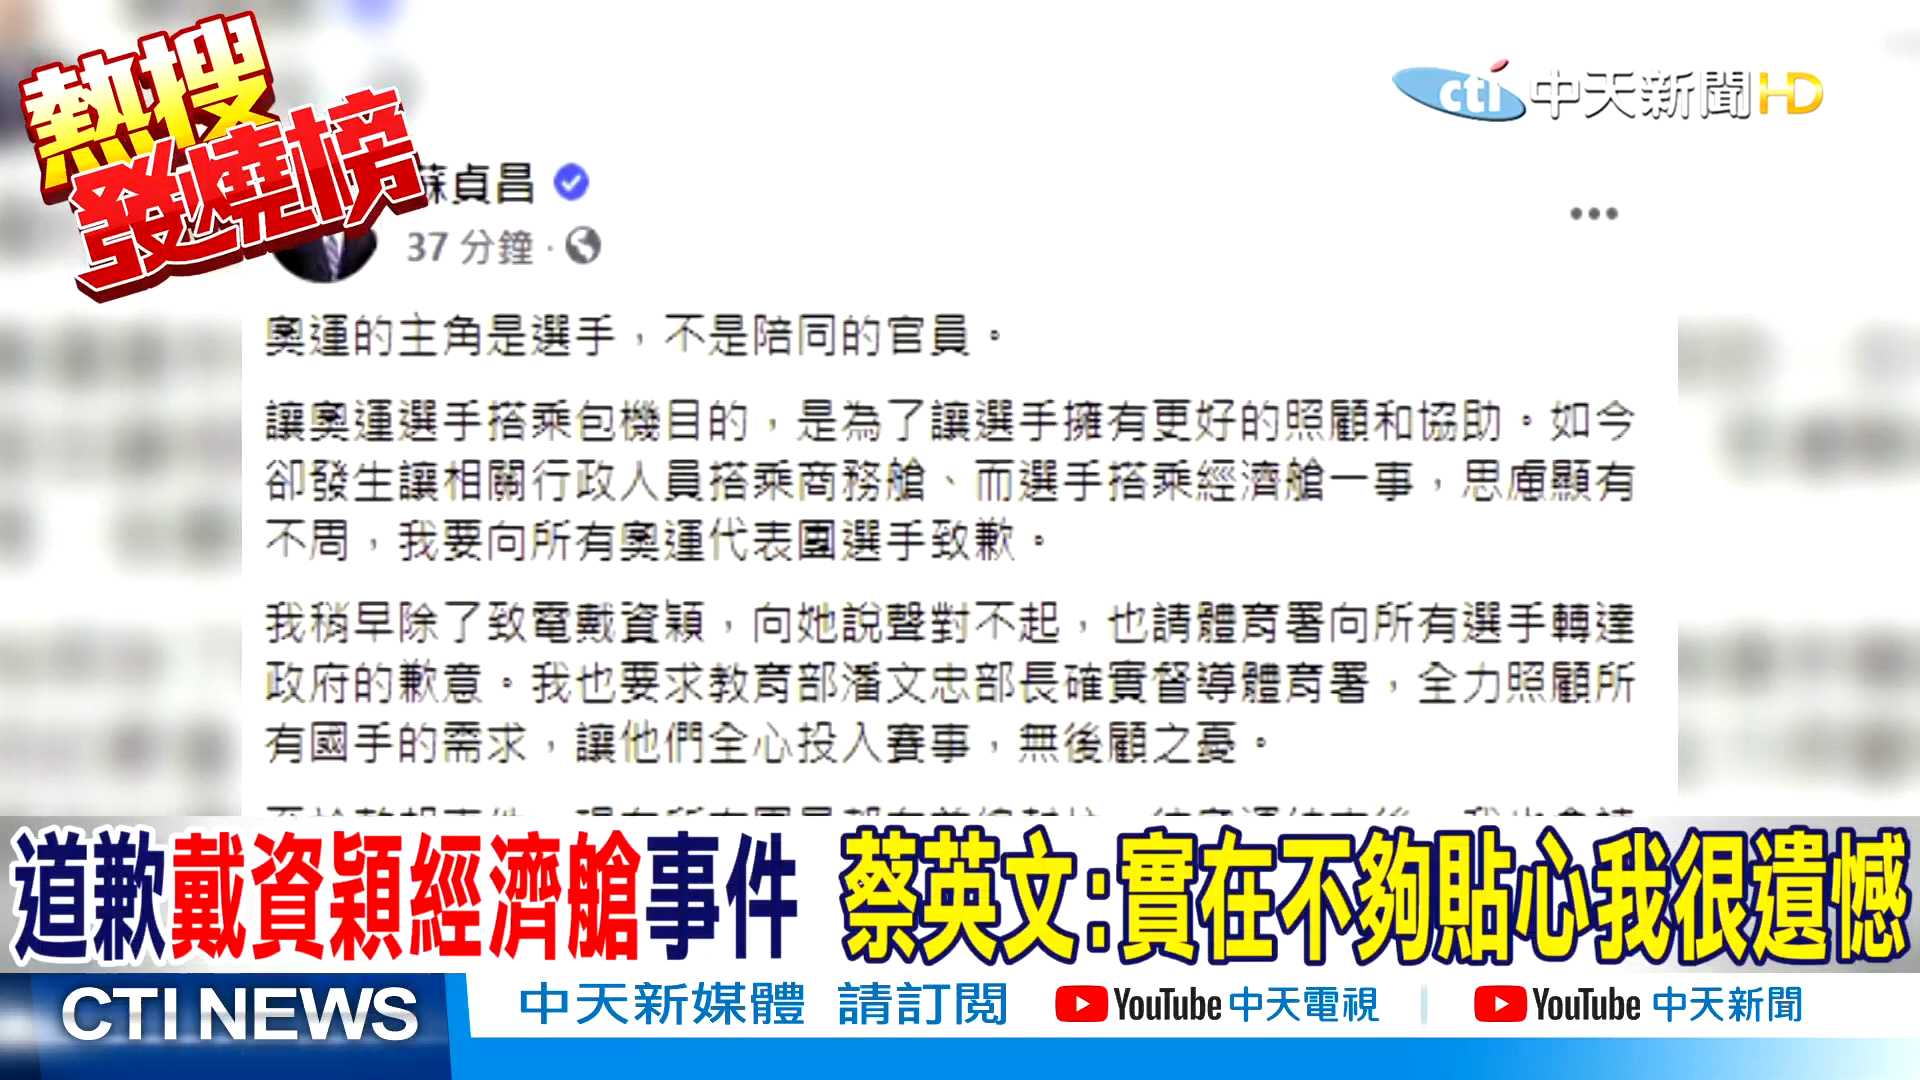 熱搜
發燒榜
cti 中天新聞HD
蘇貞昌
37 分鐘 ·
奧運的主角是選手，不是陪同的官員。
讓奧運選手搭乘包機目的，是為了讓選手擁有更好的照顧和協助。如今
卻發生讓相關行政人員搭乘商務艙、而選手搭乘經濟艙一事，思慮顯有
不周，我要向所有奧運代表團選手致歉。
我稍早除了致電戴資穎，向她說聲對不起，也請體育署向所有選手轉達
政府的歉意。我也要求教育部潘文忠部長確實督導體育署，全力照顧所
有國手的需求，讓他們全心投入賽事，無後顧之憂。
道歉戴資穎經濟艙事件 蔡英文:實在不夠貼心我很遺憾
CTI NEWS
中天新媒體 請訂閱 YouTube 中天電視 | YouTube 中天新聞